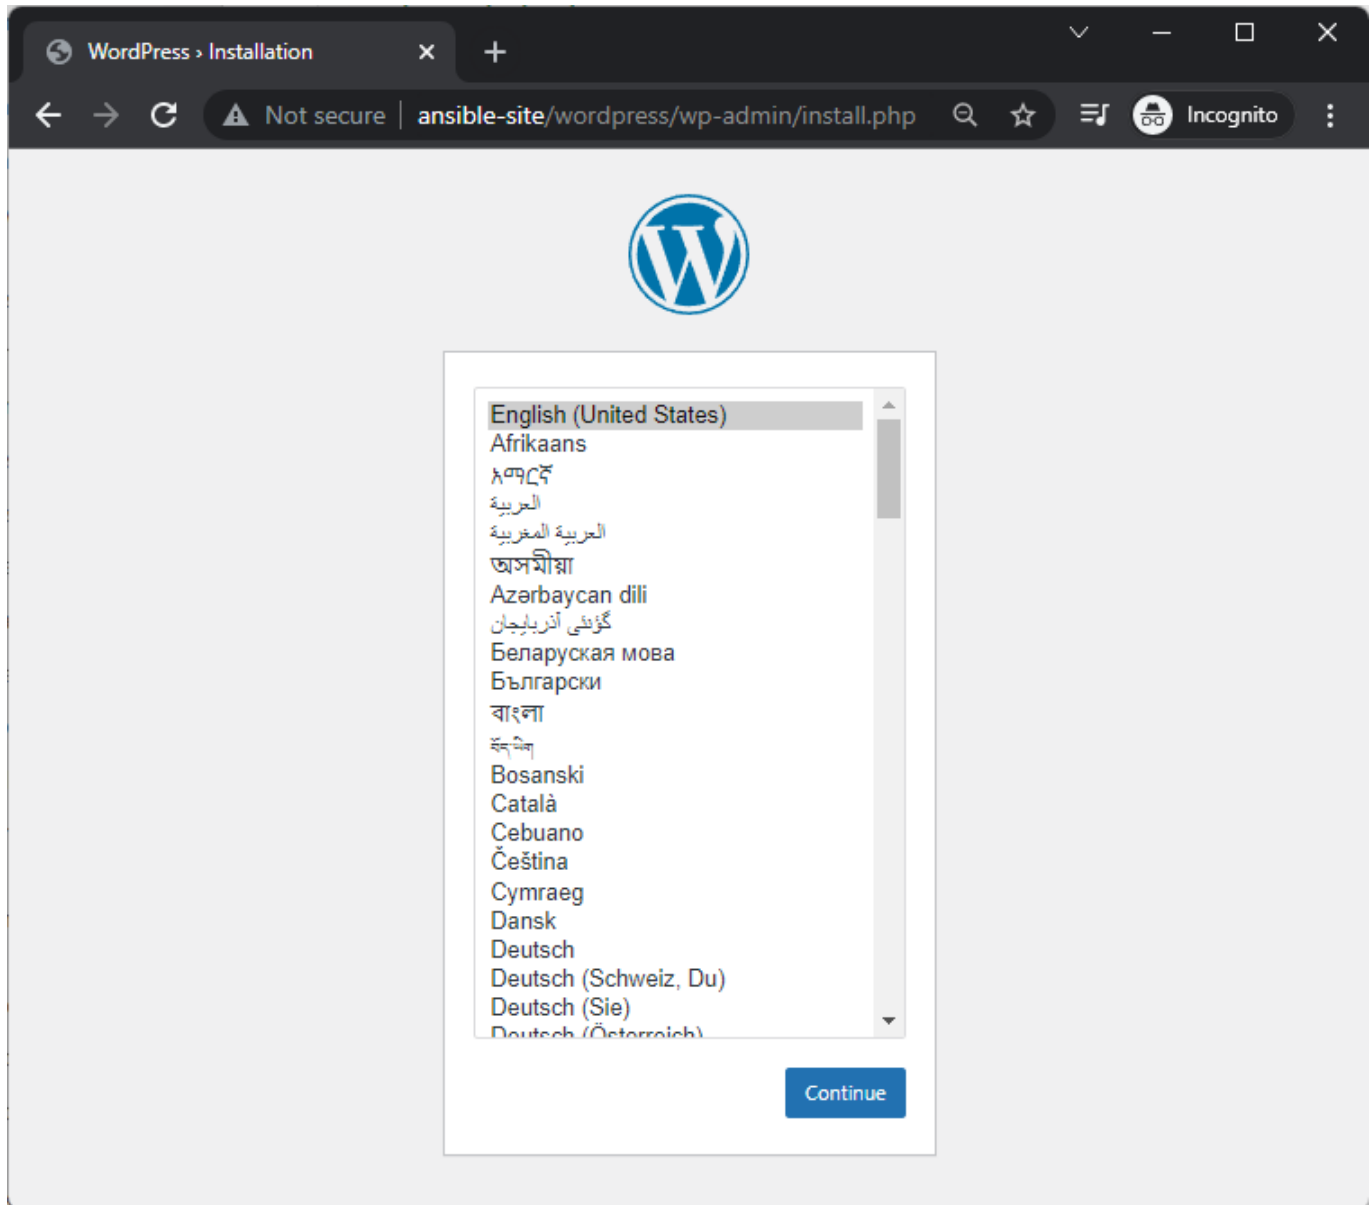 WordPress › Installation
Not secure
ansible-site/wordpress/wp-admin/install.php
Incognito
English (United States)
Afrikaans
አማርኛ
العربية
العربية المغربية
অসমীয়া
Azərbaycan dili
گؤنئی آذربایجان
Беларуская мова
Български
বাংলা
བོད་ཡིག
Bosanski
Català
Cebuano
Čeština
Cymraeg
Dansk
Deutsch
Deutsch (Schweiz, Du)
Deutsch (Sie)
Deutsch (Österreich)
Continue